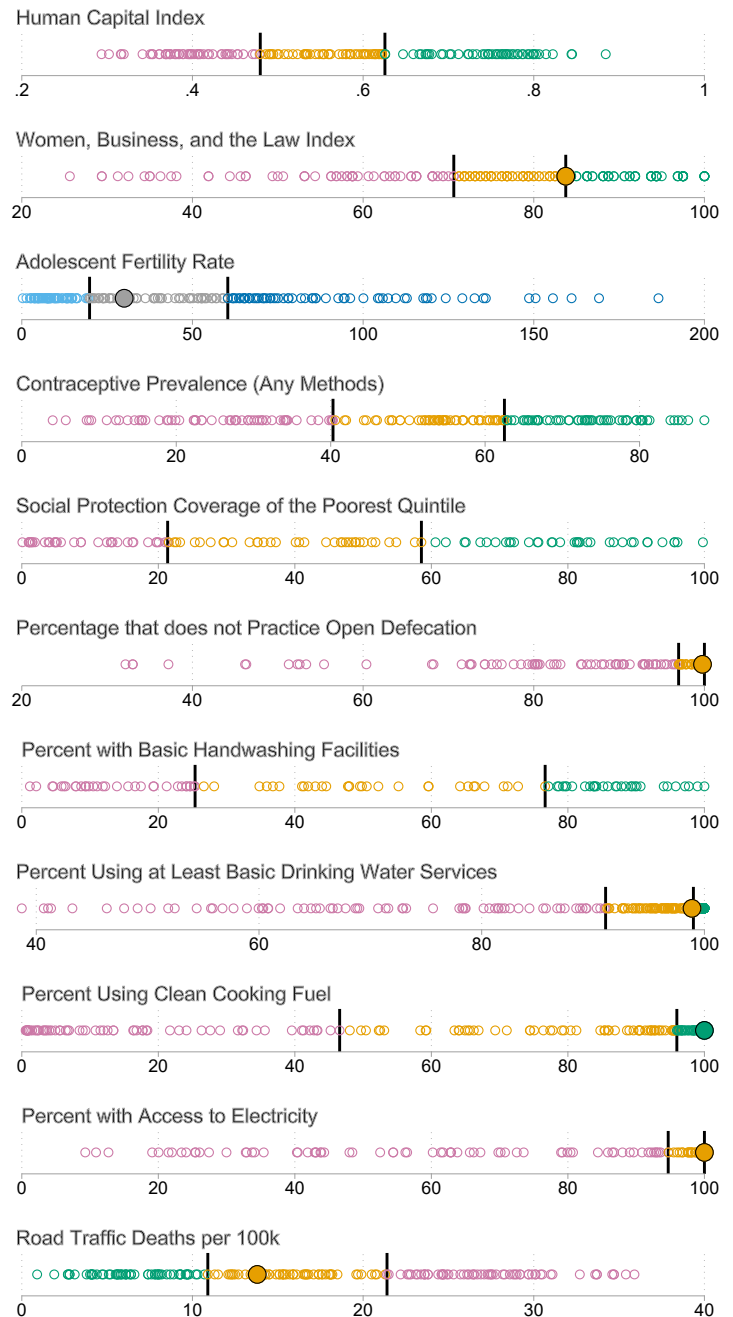 Human Capital Index
.2 .4 .6 .8 1
Women, Business, and the Law Index
20 40 60 80 100
Adolescent Fertility Rate
0 50 100 150 200
Contraceptive Prevalence (Any Methods)
0 20 40 60 80
Social Protection Coverage of the Poorest Quintile
0 20 40 60 80 100
Percentage that does not Practice Open Defecation
20 40 60 80 100
Percent with Basic Handwashing Facilities
0 20 40 60 80 100
Percent Using at Least Basic Drinking Water Services
40 60 80 100
Percent Using Clean Cooking Fuel
0 20 40 60 80 100
Percent with Access to Electricity
0 20 40 60 80 100
Road Traffic Deaths per 100k
0 10 20 30 40